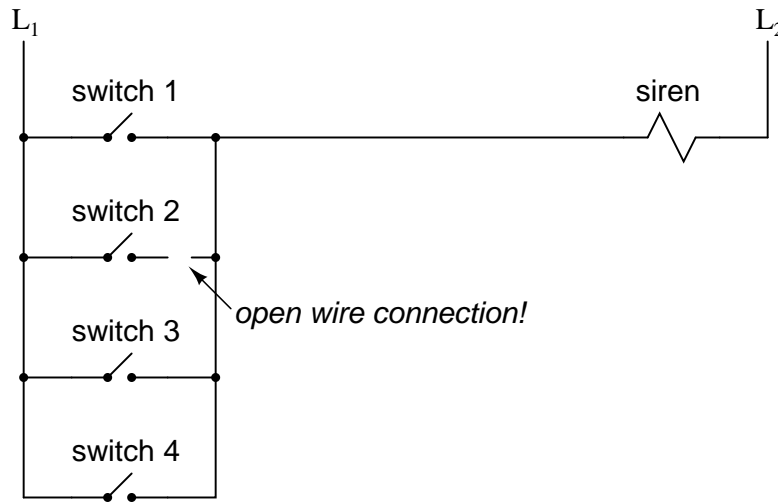 L₁ L₂
switch 1 siren
switch 2
open wire connection!
switch 3
switch 4